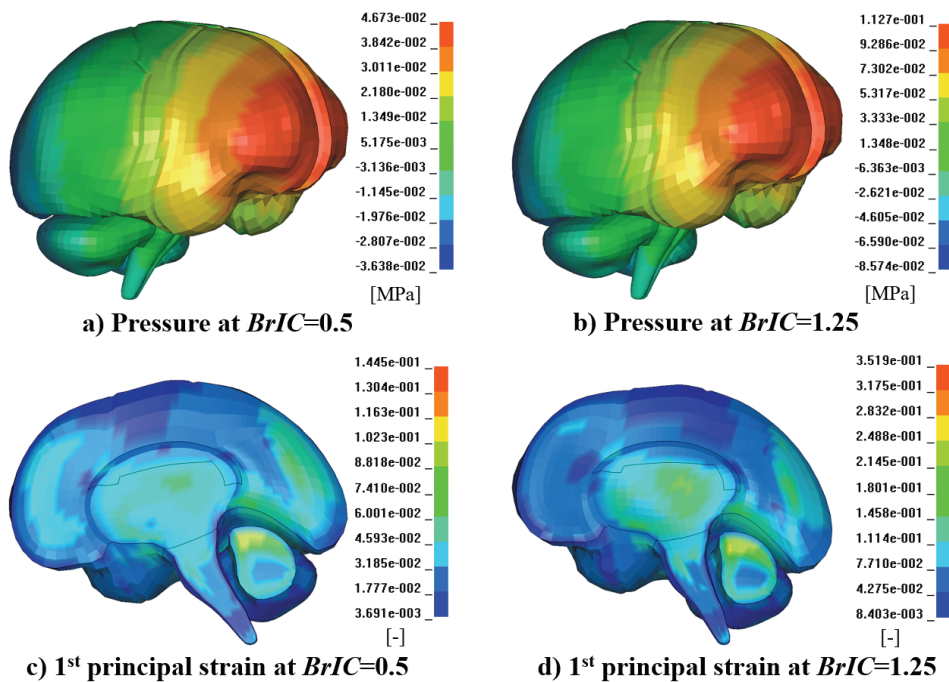 4.673e-002
3.842e-002
3.011e-002
2.180e-002
1.349e-002
5.175e-003
-3.136e-003
-1.145e-002
-1.976e-002
-2.807e-002
-3.638e-002
[MPa]
a) Pressure at BrIC=0.5
1.127e-001
9.286e-002
7.302e-002
5.317e-002
3.333e-002
1.348e-002
-6.363e-003
-2.621e-002
-4.605e-002
-6.590e-002
-8.574e-002
[MPa]
b) Pressure at BrIC=1.25
1.445e-001
1.304e-001
1.163e-001
1.023e-001
8.818e-002
7.410e-002
6.001e-002
4.593e-002
3.185e-002
1.777e-002
3.691e-003
[-]
c) 1st principal strain at BrIC=0.5
3.519e-001
3.175e-001
2.832e-001
2.488e-001
2.145e-001
1.801e-001
1.458e-001
1.114e-001
7.710e-002
4.275e-002
8.403e-003
[-]
d) 1st principal strain at BrIC=1.25